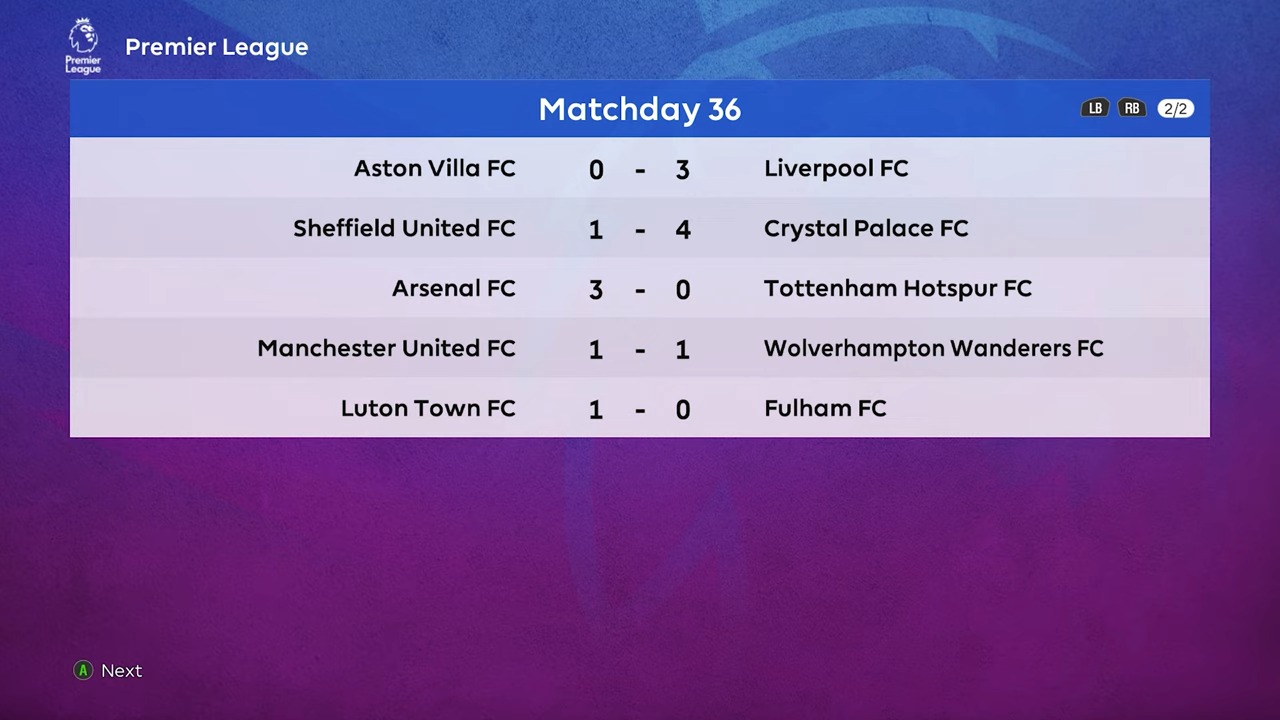 Premier League
Premier League
Matchday 36
LB RB 2/2
Aston Villa FC 0 - 3 Liverpool FC
Sheffield United FC 1 - 4 Crystal Palace FC
Arsenal FC 3 - 0 Tottenham Hotspur FC
Manchester United FC 1 - 1 Wolverhampton Wanderers FC
Luton Town FC 1 - 0 Fulham FC
A Next